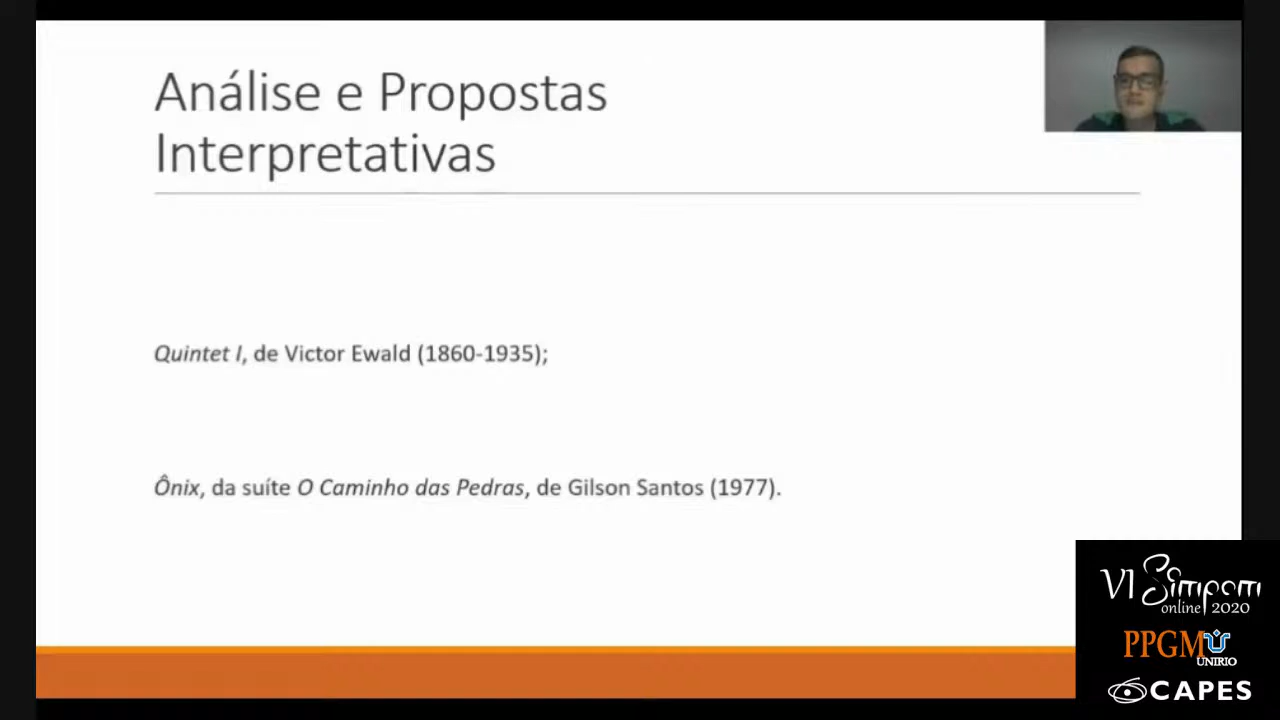 Análise e Propostas
Interpretativas
Quintet I, de Victor Ewald (1860-1935);
Ônix, da suíte O Caminho das Pedras, de Gilson Santos (1977).
VI Simpom
online 2020
PPGM
UNIRIO
CAPES